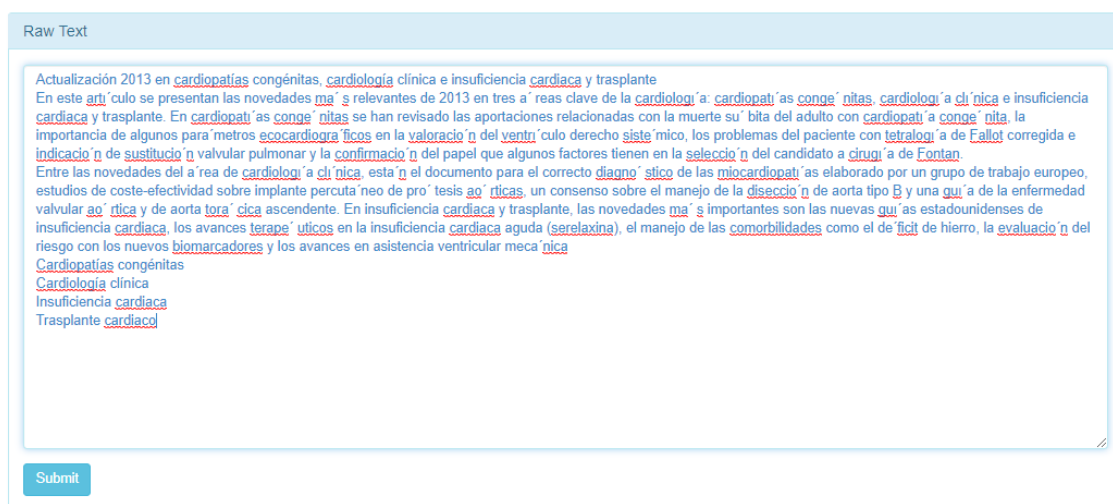 Raw Text
Actualización 2013 en cardiopatías congénitas, cardiología clínica e insuficiencia cardiaca y trasplante
En este artı´culo se presentan las novedades ma´ s relevantes de 2013 en tres a´ reas clave de la cardiologı´a: cardiopatı´as conge´ nitas, cardiologı´a clı´nica e insuficiencia
cardiaca y trasplante. En cardiopatı´as conge´ nitas se han revisado las aportaciones relacionadas con la muerte su´ bita del adulto con cardiopatı´a conge´ nita, la
importancia de algunos para´metros ecocardiogra´ficos en la valoracio´n del ventrı´culo derecho siste´mico, los problemas del paciente con tetralogı´a de Fallot corregida e
indicacio´n de sustitucio´n valvular pulmonar y la confirmacio´n del papel que algunos factores tienen en la seleccio´n del candidato a cirugı´a de Fontan.
Entre las novedades del a´rea de cardiologı´a clı´nica, esta´n el documento para el correcto diagno´ stico de las miocardiopatı´as elaborado por un grupo de trabajo europeo,
estudios de coste-efectividad sobre implante percuta´neo de pro´ tesis ao´ rticas, un consenso sobre el manejo de la diseccio´n de aorta tipo B y una guı´a de la enfermedad
valvular ao´ rtica y de aorta tora´ cica ascendente. En insuficiencia cardiaca y trasplante, las novedades ma´ s importantes son las nuevas guı´as estadounidenses de
insuficiencia cardiaca, los avances terape´ uticos en la insuficiencia cardiaca aguda (serelaxina), el manejo de las comorbilidades como el de´ficit de hierro, la evaluacio´n del
riesgo con los nuevos biomarcadores y los avances en asistencia ventricular meca´nica
Cardiopatías congénitas
Cardiología clínica
Insuficiencia cardiaca
Trasplante cardiaco
Submit